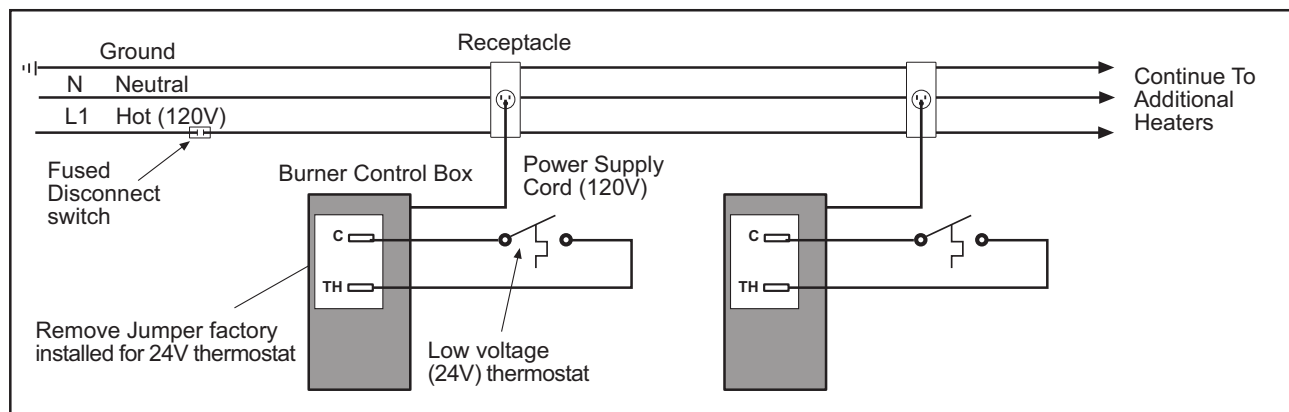 Ground
Receptacle
N Neutral
L1 Hot (120V)
Continue To
Additional
Heaters
Fused
Disconnect
switch
Burner Control Box
Power Supply
Cord (120V)
C
TH
C
TH
Remove Jumper factory
installed for 24V thermostat
Low voltage
(24V) thermostat